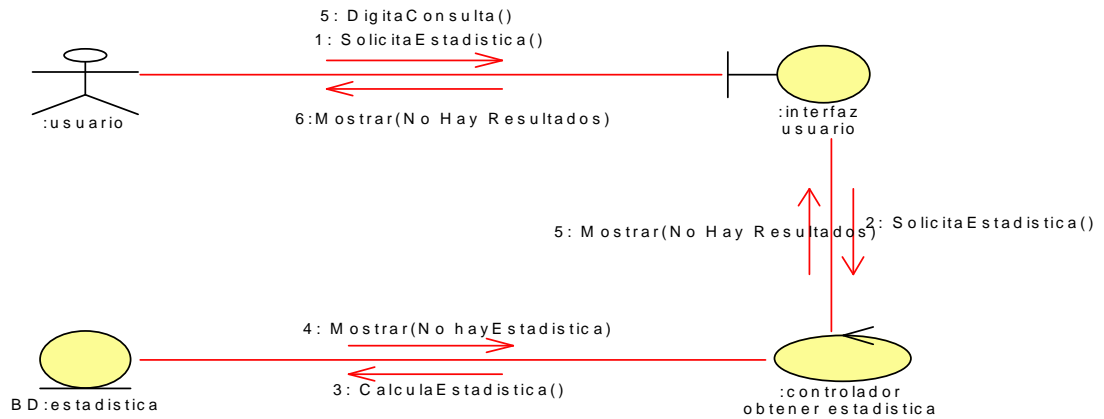 5: DigitaConsulta()
1: SolicitaEstadistica()
:usuario
6:Mostrar(No Hay Resultados)
:interfaz
usuario
5: Mostrar(No Hay Resultados)
2: SolicitaEstadistica()
4: Mostrar(No hayEstadistica)
3: CalculaEstadistica()
BD:estadistica
:controlador
obtener estadistica